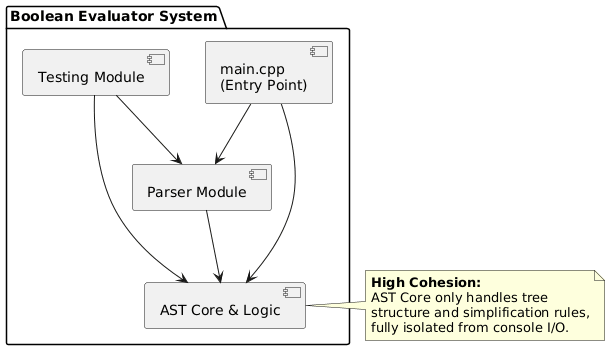 Boolean Evaluator System
Testing Module
main.cpp
(Entry Point)
Parser Module
AST Core & Logic
High Cohesion:
AST Core only handles tree
structure and simplification rules,
fully isolated from console I/O.